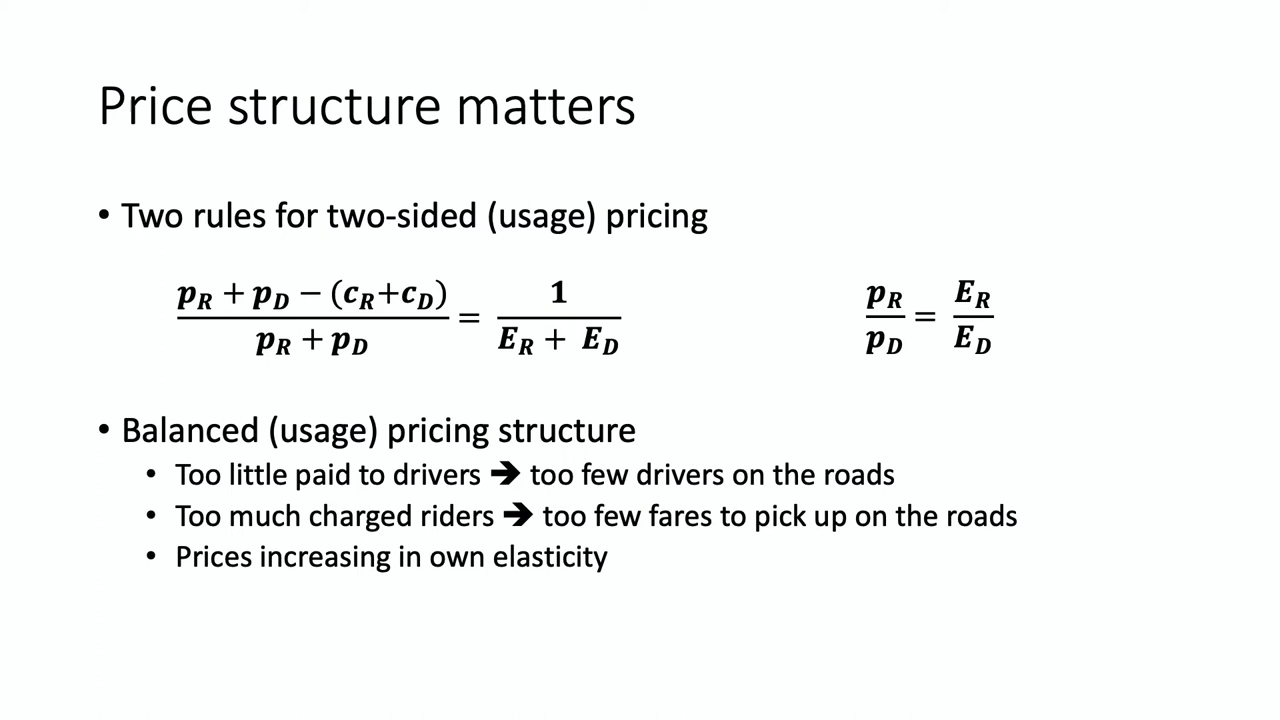 Price structure matters
• Two rules for two-sided (usage) pricing
p_R + p_D − (c_R+c_D) / p_R + p_D = 1 / E_R + E_D
p_R / p_D = E_R / E_D
• Balanced (usage) pricing structure
• Too little paid to drivers ➔ too few drivers on the roads
• Too much charged riders ➔ too few fares to pick up on the roads
• Prices increasing in own elasticity